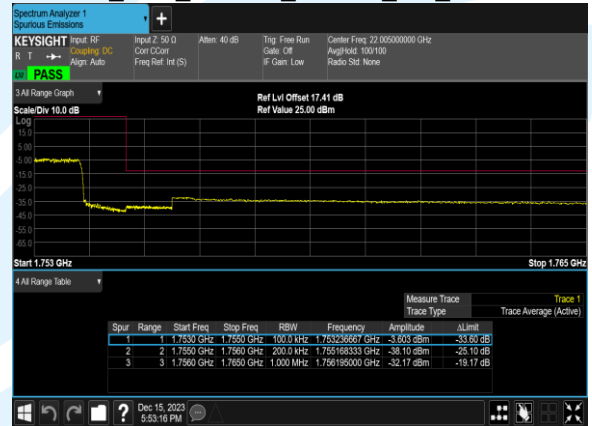 Spectrum Analyzer 1
Spurious Emissions
+
KEYSIGHT Input: RF Input Z: 50 Ω Atten: 40 dB Trig: Free Run Center Freq: 22.005000000 GHz
R T Coupling: DC Corr CCorr Gate: Off Avg|Hold: 100/100
Align: Auto Freq Ref: Int (S) IF Gain: Low Radio Std: None
PASS
3 All Range Graph
Ref Lvl Offset 17.41 dB
Scale/Div 10.0 dB Ref Value 25.00 dBm
Log
15.0
5.00
-5.00
-15.0
-25.0
-35.0
-45.0
-55.0
-65.0
Start 1.753 GHz Stop 1.765 GHz
4 All Range Table
Measure Trace Trace 1
Trace Type Trace Average (Active)
Spur Range Start Freq Stop Freq RBW Frequency Amplitude ΔLimit
1 1 1.7530 GHz 1.7550 GHz 100.0 kHz 1.753236667 GHz -3.603 dBm -33.60 dB
2 2 1.7550 GHz 1.7560 GHz 200.0 kHz 1.755168333 GHz -38.10 dBm -25.10 dB
3 3 1.7560 GHz 1.7650 GHz 1.000 MHz 1.756195000 GHz -32.17 dBm -19.17 dB
? Dec 15, 2023
5:53:16 PM